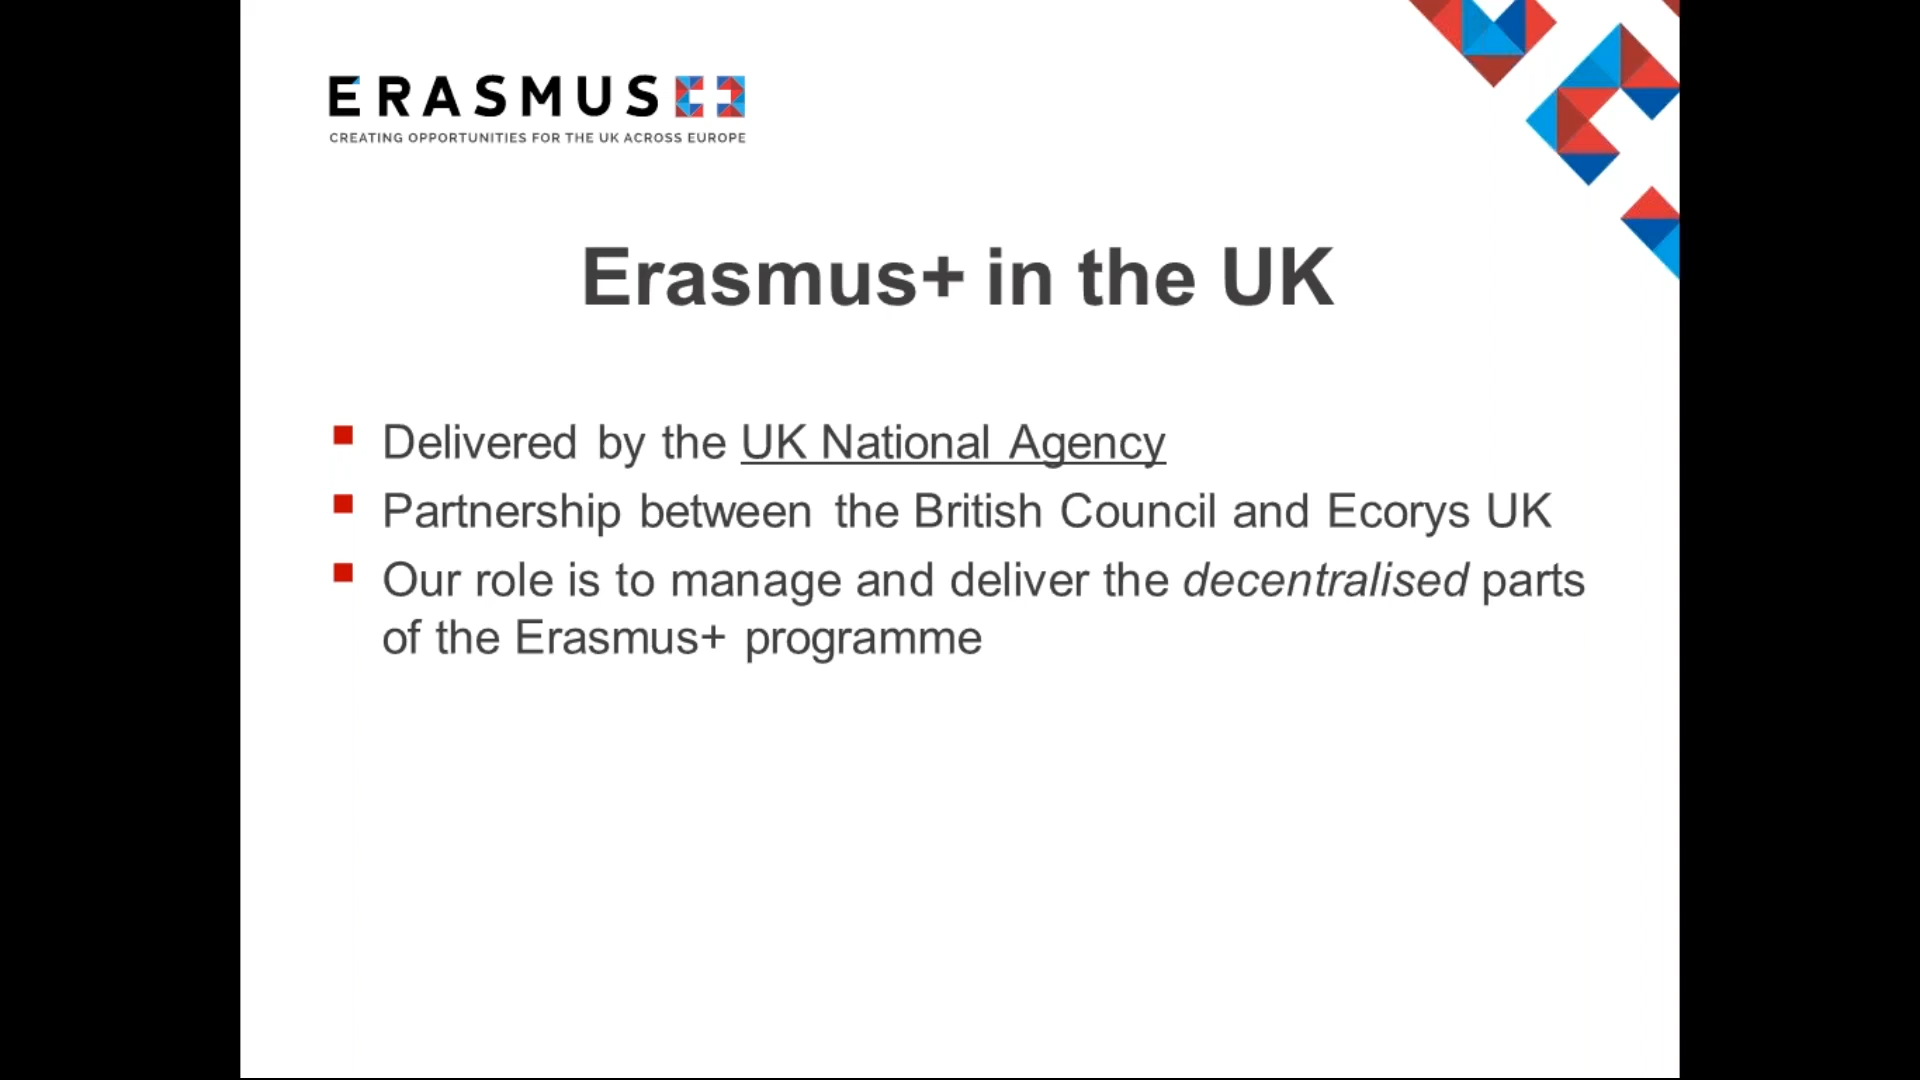 ERASMUS+
CREATING OPPORTUNITIES FOR THE UK ACROSS EUROPE
Erasmus+ in the UK
Delivered by the UK National Agency
Partnership between the British Council and Ecorys UK
Our role is to manage and deliver the decentralised parts
of the Erasmus+ programme